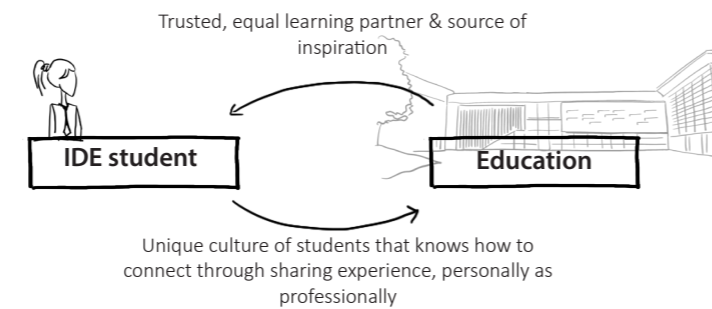 Trusted, equal learning partner & source of
inspiration
IDE student
Education
Unique culture of students that knows how to
connect through sharing experience, personally as
professionally